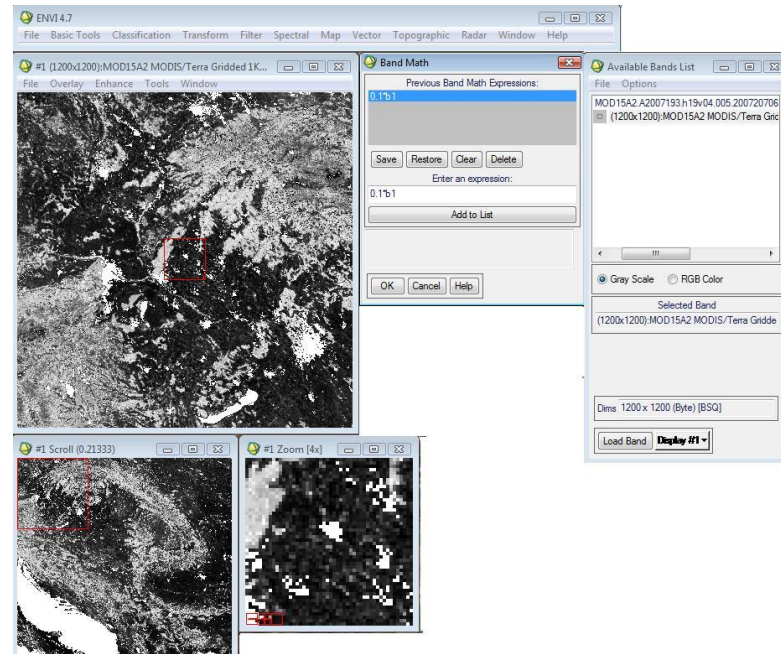 ENVI 4.7
File Basic Tools Classification Transform Filter Spectral Map Vector Topographic Radar Window Help
#1 (1200x1200):MOD15A2 MODIS/Terra Gridded 1K...
File Overlay Enhance Tools Window
Band Math
Previous Band Math Expressions:
0.1*b1
Save Restore Clear Delete
Enter an expression:
0.1*b1
Add to List
OK Cancel Help
Available Bands List
File Options
MOD15A2.A2007193.h19v04.005.200720706
(1200x1200):MOD15A2 MODIS/Terra Grid
Gray Scale RGB Color
Selected Band
(1200x1200):MOD15A2 MODIS/Terra Gridde
Dims 1200 x 1200 (Byte) [BSQ]
Load Band Display #1
#1 Scroll (0.21333)
#1 Zoom [4x]